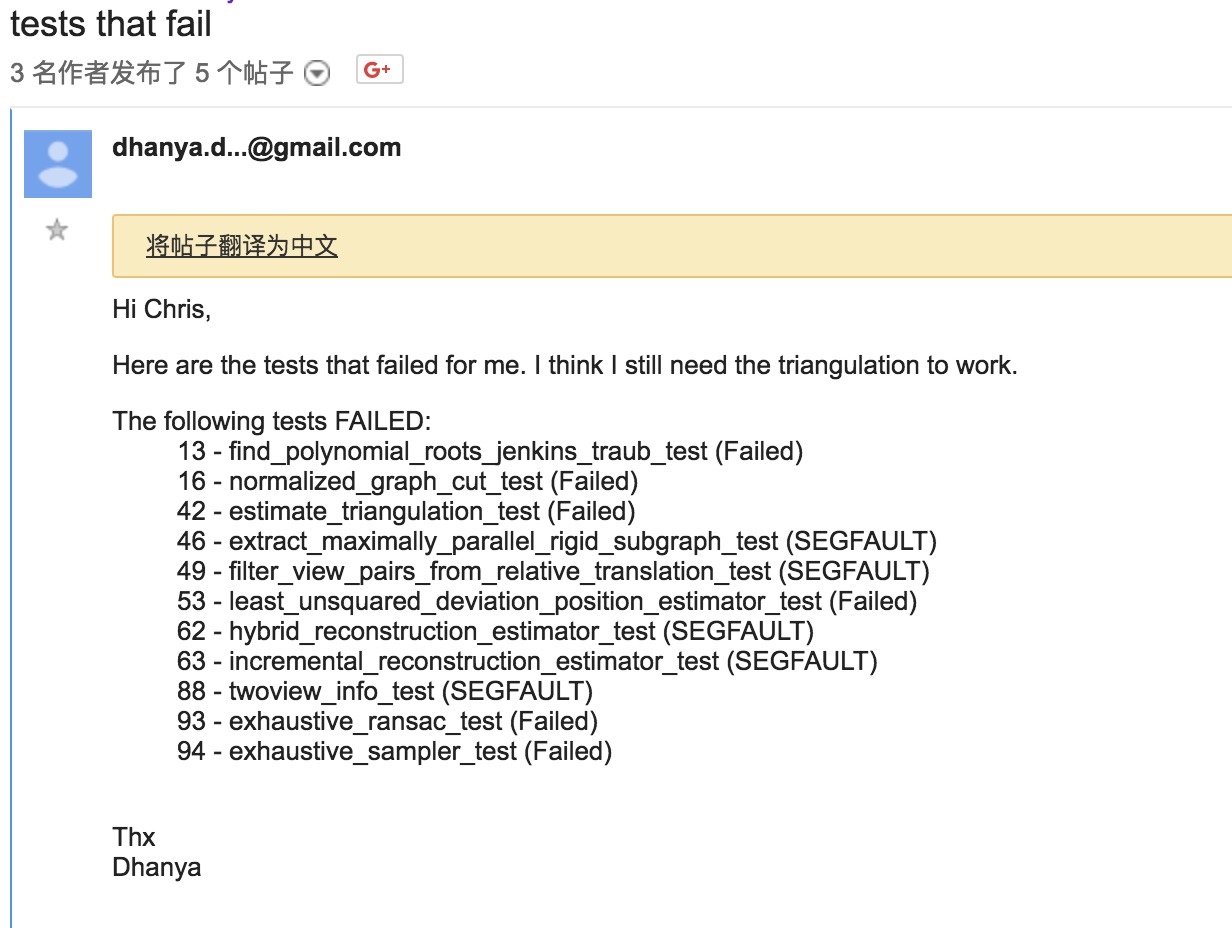 tests that fail
3 名作者发布了 5 个帖子
G+
dhanya.d...@gmail.com
将帖子翻译为中文
Hi Chris,
Here are the tests that failed for me. I think I still need the triangulation to work.
The following tests FAILED:
13 - find_polynomial_roots_jenkins_traub_test (Failed)
16 - normalized_graph_cut_test (Failed)
42 - estimate_triangulation_test (Failed)
46 - extract_maximally_parallel_rigid_subgraph_test (SEGFAULT)
49 - filter_view_pairs_from_relative_translation_test (SEGFAULT)
53 - least_unsquared_deviation_position_estimator_test (Failed)
62 - hybrid_reconstruction_estimator_test (SEGFAULT)
63 - incremental_reconstruction_estimator_test (SEGFAULT)
88 - twoview_info_test (SEGFAULT)
93 - exhaustive_ransac_test (Failed)
94 - exhaustive_sampler_test (Failed)
Thx
Dhanya